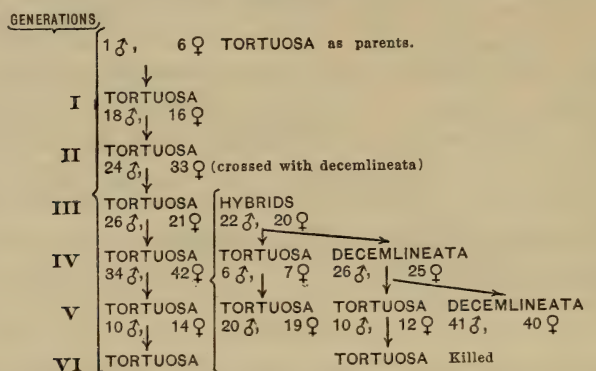 GENERATIONS,
1♂, 6♀ TORTUOSA as parents.
I TORTUOSA
18♂, 16♀
II TORTUOSA
24♂, 33♀ (crossed with decemlineata)
III TORTUOSA HYBRIDS
26♂, 21♀ 22♂, 20♀
IV TORTUOSA TORTUOSA DECEMLINEATA
34♂, 42♀ 6♂, 7♀ 26♂, 25♀
V TORTUOSA TORTUOSA TORTUOSA DECEMLINEATA
10♂, 14♀ 20♂, 19♀ 10♂, 12♀ 41♂, 40♀
VI TORTUOSA TORTUOSA Killed